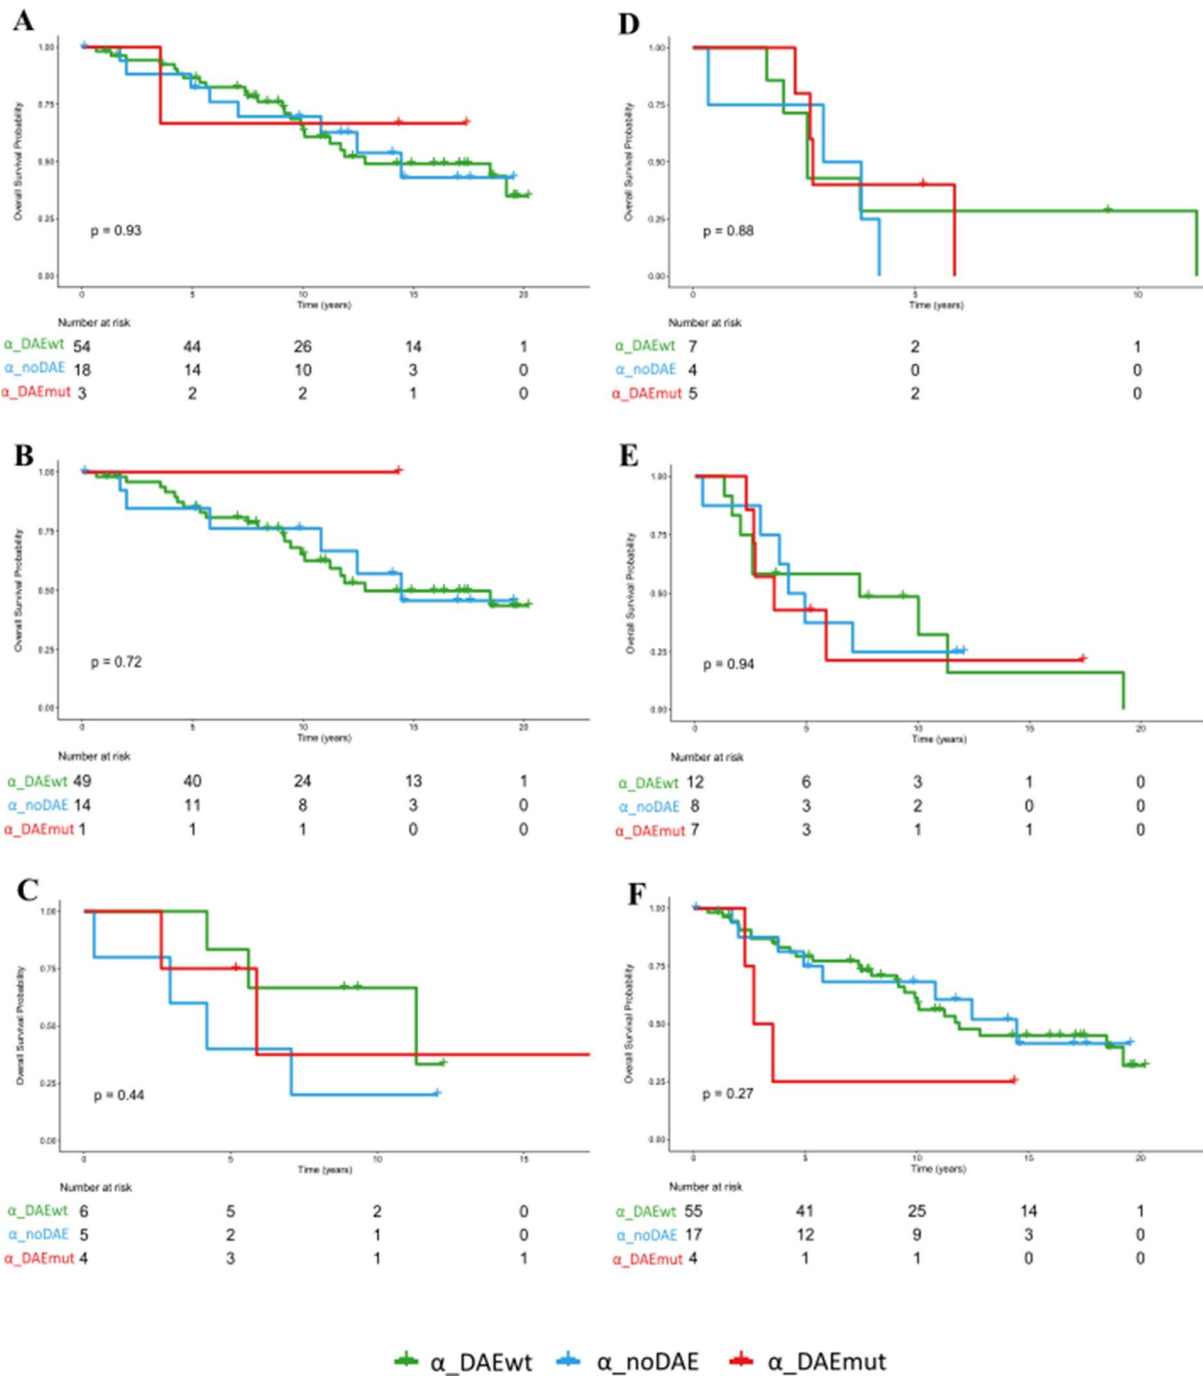 A
Overall Survival Probability
1.00
0.75
0.50
0.25
0.00
p = 0.93
0 5 10 15 20
Time (years)
Number at risk
α_DAEwt 54 44 26 14 1
α_noDAE 18 14 10 3 0
α_DAEmut 3 2 2 1 0
D
Overall Survival Probability
1.00
0.75
0.50
0.25
0.00
p = 0.88
0 5 10
Time (years)
Number at risk
α_DAEwt 7 2 1
α_noDAE 4 0 0
α_DAEmut 5 2 0
B
Overall Survival Probability
1.00
0.75
0.50
0.25
0.00
p = 0.72
0 5 10 15 20
Time (years)
Number at risk
α_DAEwt 49 40 24 13 1
α_noDAE 14 11 8 3 0
α_DAEmut 1 1 1 0 0
E
Overall Survival Probability
1.00
0.75
0.50
0.25
0.00
p = 0.94
0 5 10 15 20
Time (years)
Number at risk
α_DAEwt 12 6 3 1 0
α_noDAE 8 3 2 0 0
α_DAEmut 7 3 1 1 0
C
Overall Survival Probability
1.00
0.75
0.50
0.25
0.00
p = 0.44
0 5 10 15
Time (years)
Number at risk
α_DAEwt 6 5 2 0
α_noDAE 5 2 1 0
α_DAEmut 4 3 1 1
F
Overall Survival Probability
1.00
0.75
0.50
0.25
0.00
p = 0.27
0 5 10 15 20
Time (years)
Number at risk
α_DAEwt 55 41 25 14 1
α_noDAE 17 12 9 3 0
α_DAEmut 4 1 1 0 0
α_DAEwt α_noDAE α_DAEmut